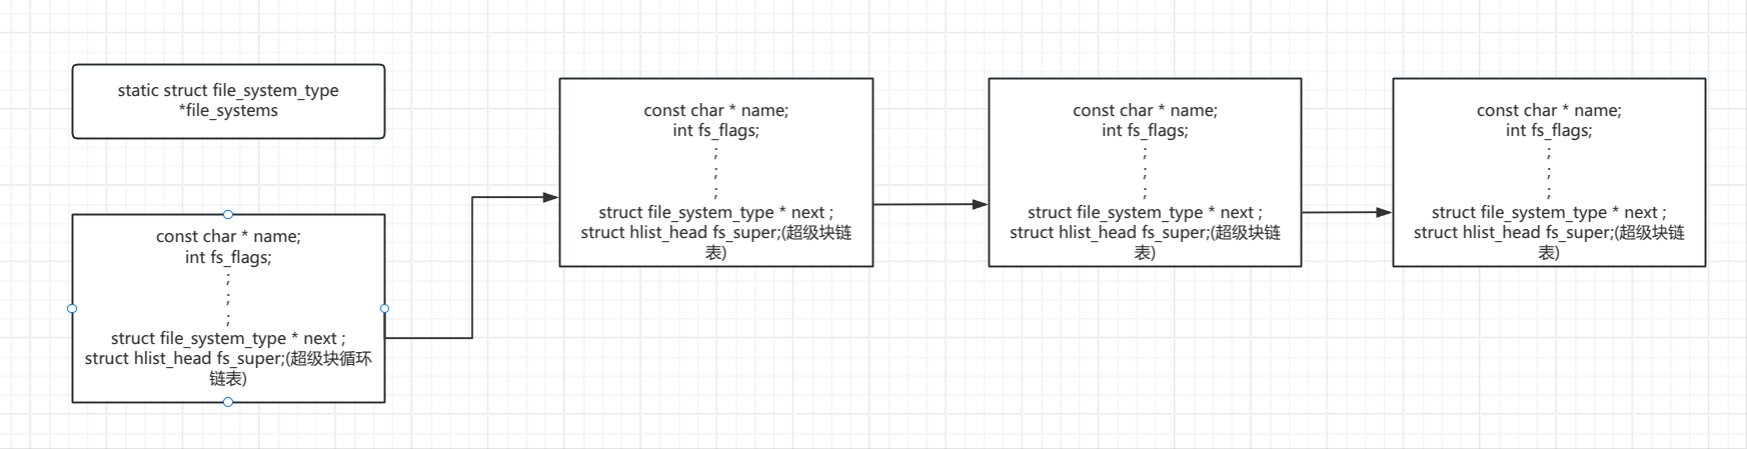 static struct file_system_type
*file_systems
const char * name;
int fs_flags;
;
;
;
struct file_system_type * next ;
struct hlist_head fs_super;(超级块循环
链表)
const char * name;
int fs_flags;
;
;
;
struct file_system_type * next ;
struct hlist_head fs_super;(超级块链
表)
const char * name;
int fs_flags;
;
;
;
struct file_system_type * next ;
struct hlist_head fs_super;(超级块链
表)
const char * name;
int fs_flags;
;
;
;
struct file_system_type * next ;
struct hlist_head fs_super;(超级块链
表)